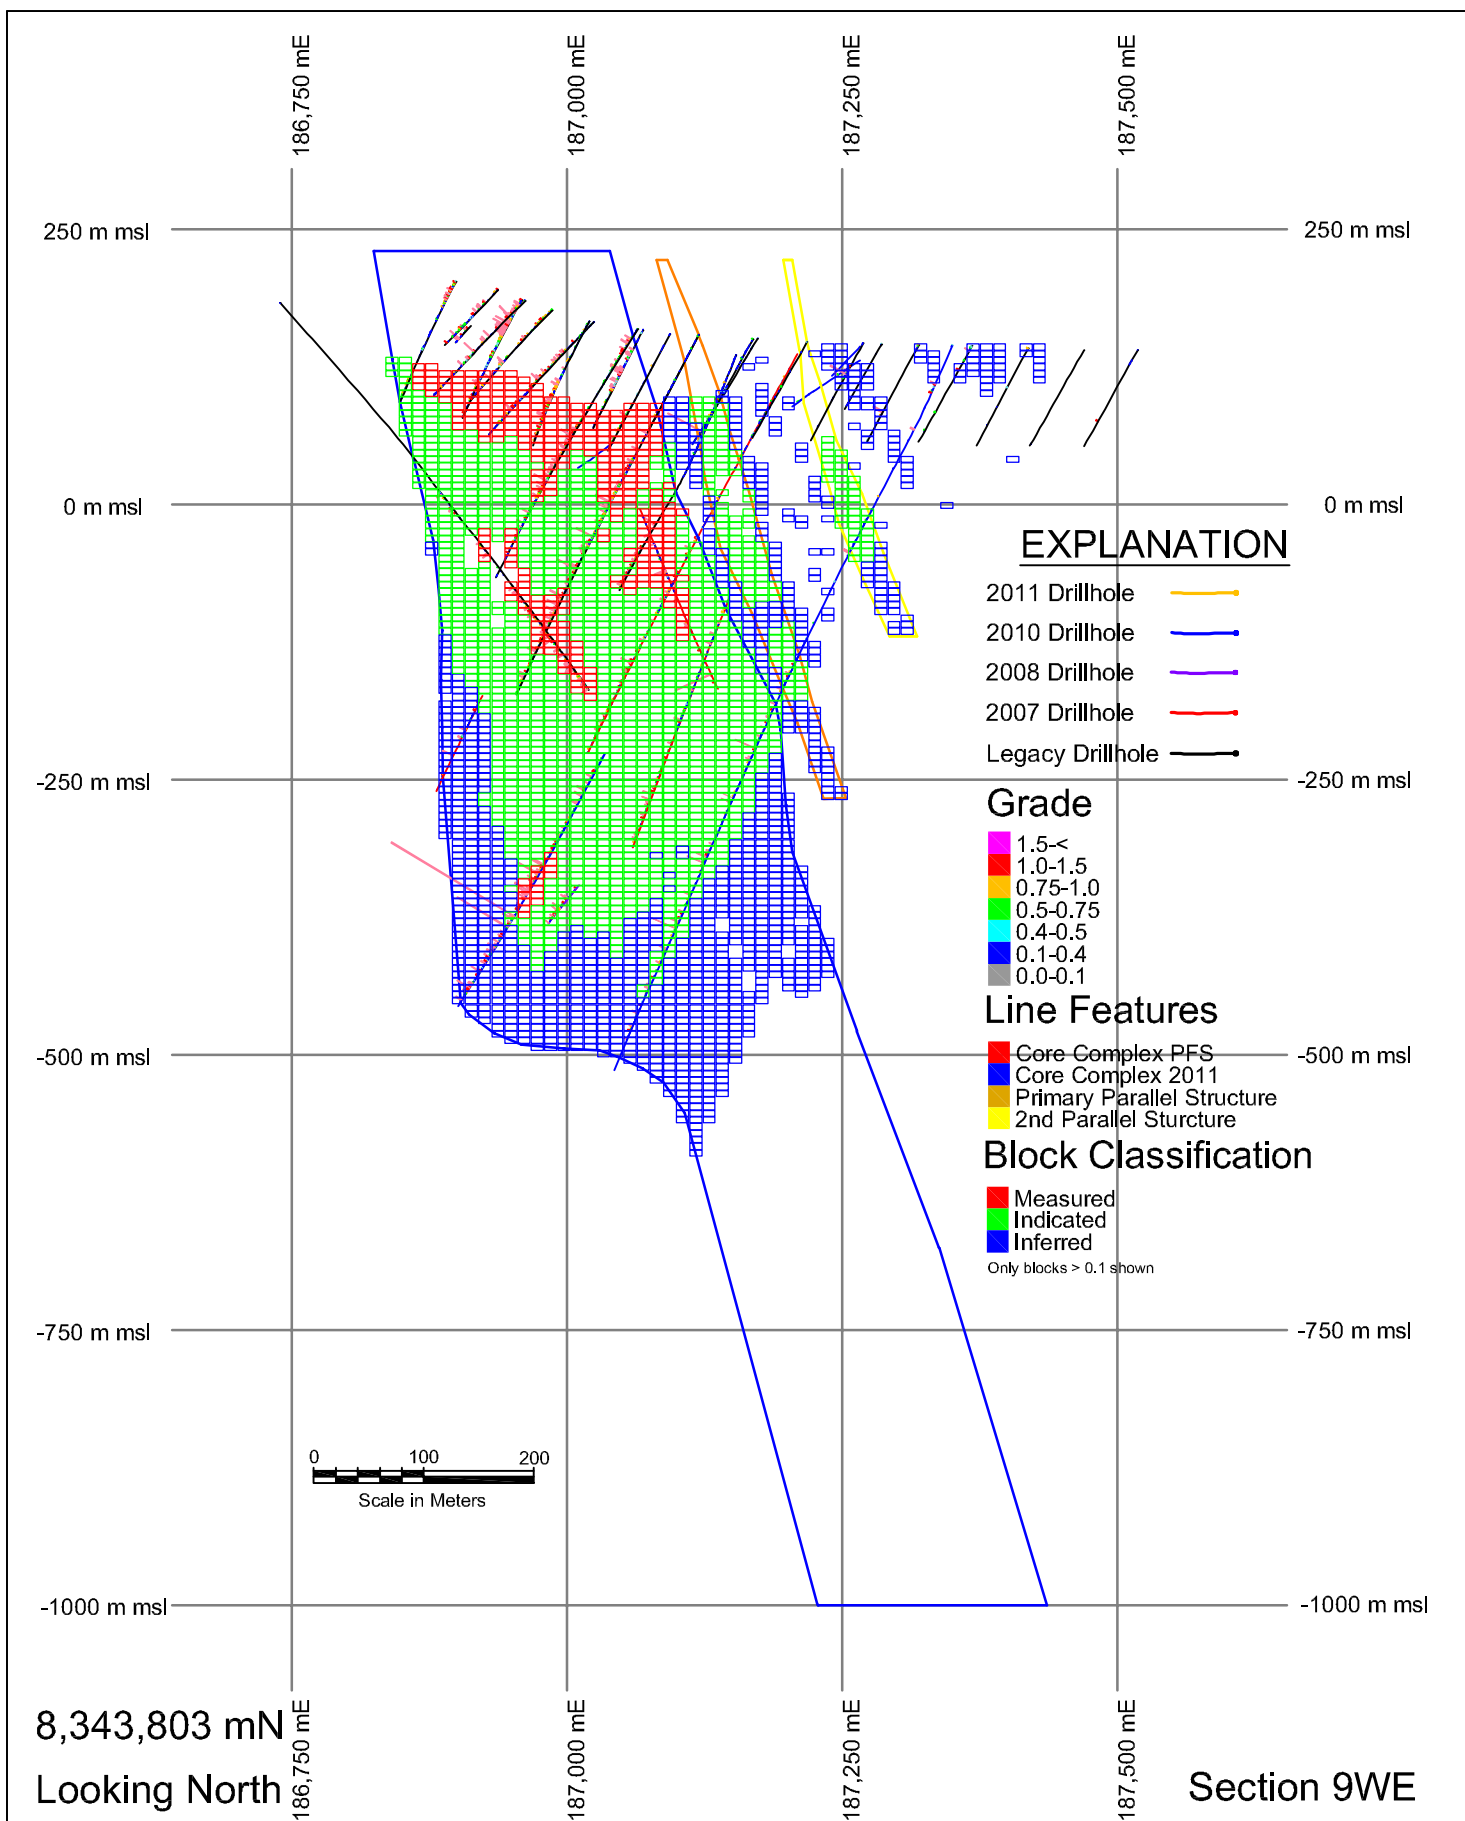 186,750 mE
187,000 mE
187,250 mE
187,500 mE
250 m msl
250 m msl
0 m msl
0 m msl
EXPLANATION
2011 Drillhole
2010 Drillhole
2008 Drillhole
2007 Drillhole
Legacy Drillhole
-250 m msl
-250 m msl
Grade
1.5-<
1.0-1.5
0.75-1.0
0.5-0.75
0.4-0.5
0.1-0.4
0.0-0.1
Line Features
Core Complex PFS
Core Complex 2011
Primary Parallel Structure
2nd Parallel Sturcture
-500 m msl
-500 m msl
Block Classification
Measured
Indicated
Inferred
Only blocks > 0.1 shown
-750 m msl
-750 m msl
0 100 200
Scale in Meters
-1000 m msl
-1000 m msl
8,343,803 mN
Looking North
186,750 mE
187,000 mE
187,250 mE
187,500 mE
Section 9WE